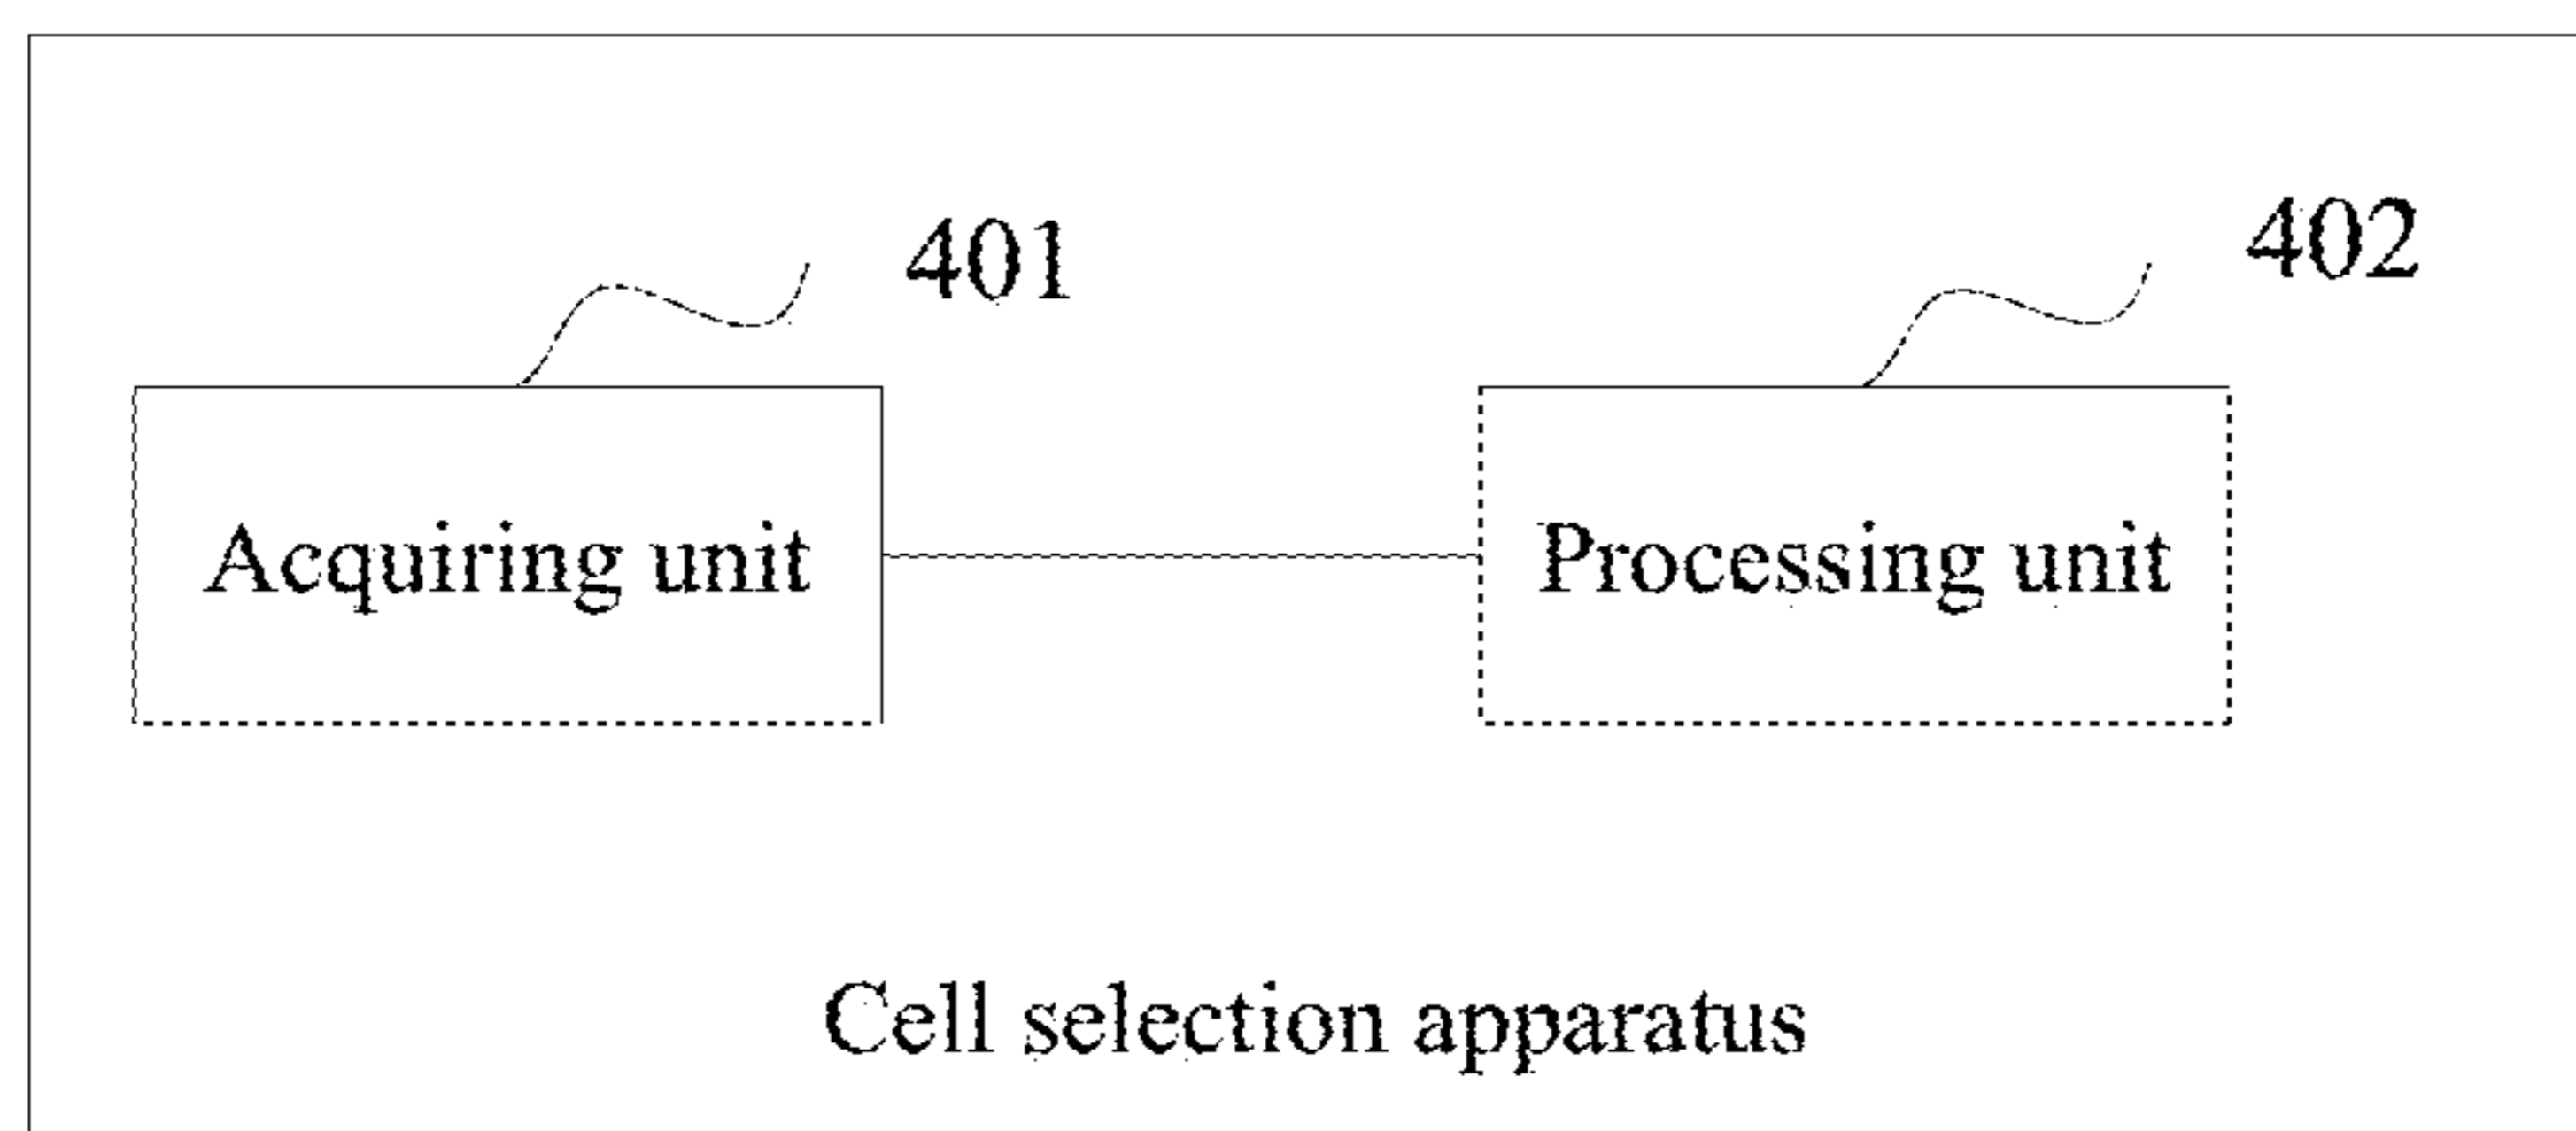 401
402
Acquiring unit
Processing unit
Cell selection apparatus